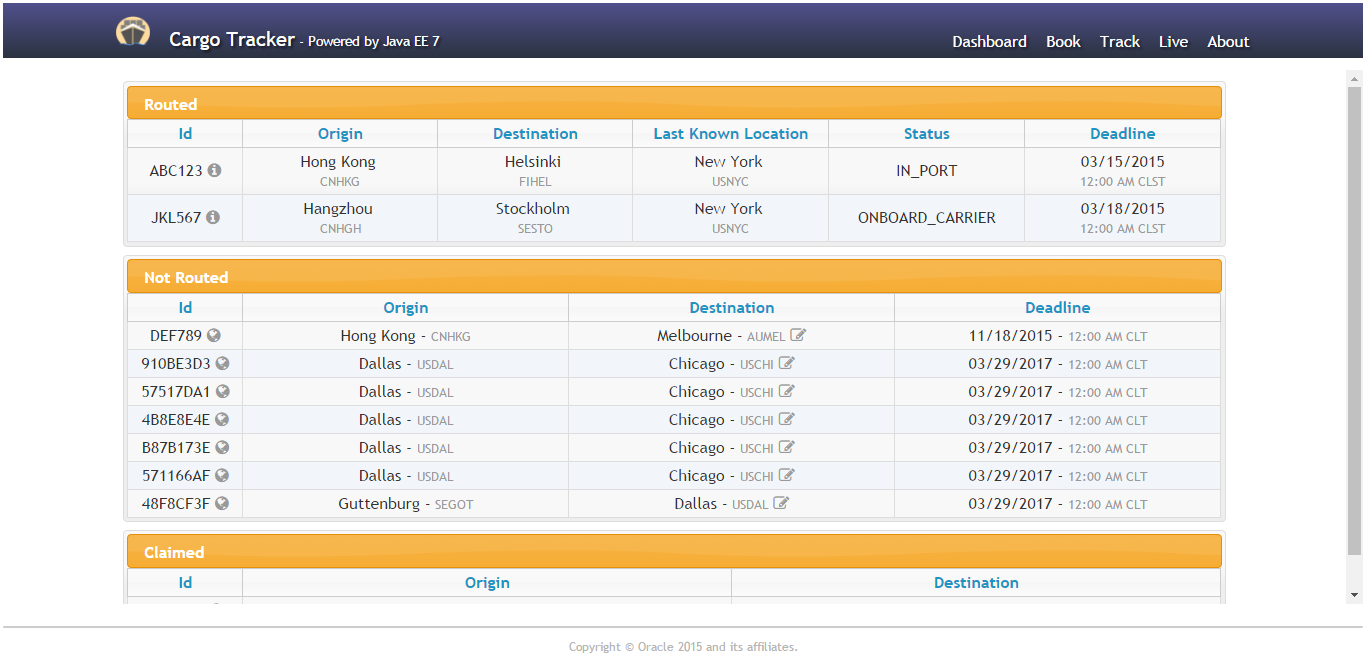 Cargo Tracker - Powered by Java EE 7
Dashboard Book Track Live About
Routed
Id Origin Destination Last Known Location Status Deadline
ABC123 Hong Kong CNHKG Helsinki FIHEL New York USNYC IN_PORT 03/15/2015 12:00 AM CLST
JKL567 Hangzhou CNHGH Stockholm SESTO New York USNYC ONBOARD_CARRIER 03/18/2015 12:00 AM CLST
Not Routed
Id Origin Destination Deadline
DEF789 Hong Kong - CNHKG Melbourne - AUMEL 11/18/2015 - 12:00 AM CLT
910BE3D3 Dallas - USDAL Chicago - USCHI 03/29/2017 - 12:00 AM CLT
57517DA1 Dallas - USDAL Chicago - USCHI 03/29/2017 - 12:00 AM CLT
4B8E8E4E Dallas - USDAL Chicago - USCHI 03/29/2017 - 12:00 AM CLT
B87B173E Dallas - USDAL Chicago - USCHI 03/29/2017 - 12:00 AM CLT
571166AF Dallas - USDAL Chicago - USCHI 03/29/2017 - 12:00 AM CLT
48F8CF3F Guttenburg - SEGOT Dallas - USDAL 03/29/2017 - 12:00 AM CLT
Claimed
Id Origin Destination
Copyright © Oracle 2015 and its affiliates.